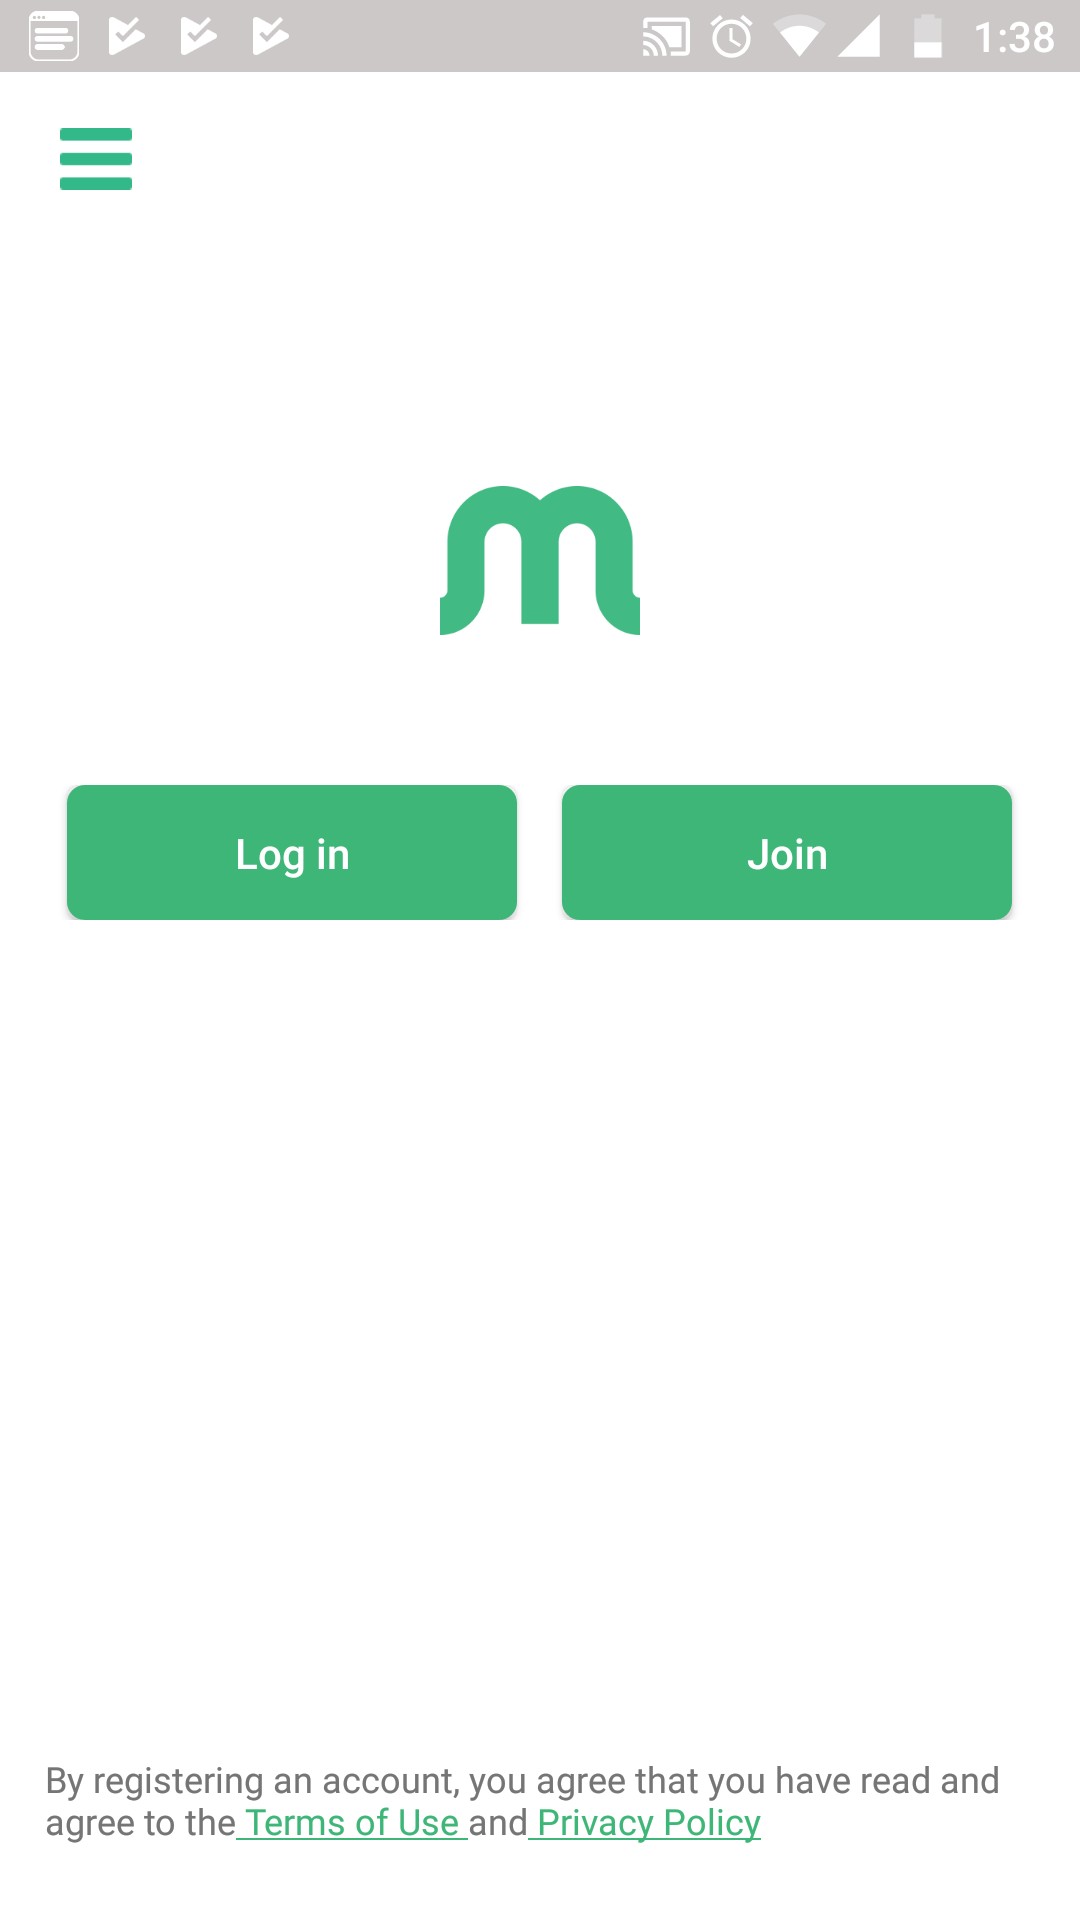 1:38
m
Log in
Join
By registering an account, you agree that you have read and
agree to the Terms of Use and Privacy Policy